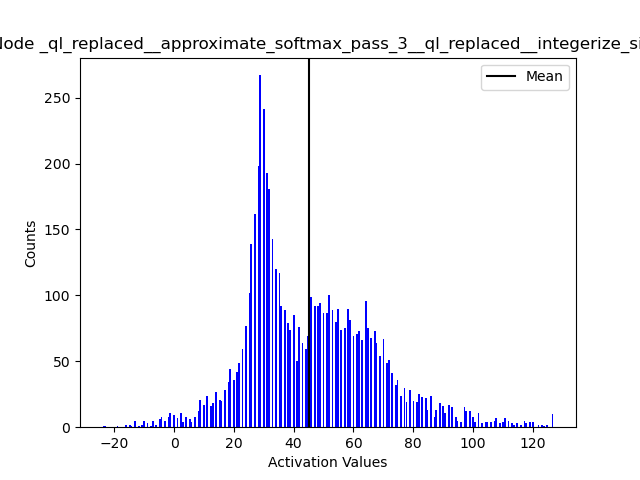 Node _ql_replaced__approximate_softmax_pass_3__ql_replaced__integerize_si
Mean
250
200
150
100
50
0
Counts
−20 0 20 40 60 80 100 120
Activation Values